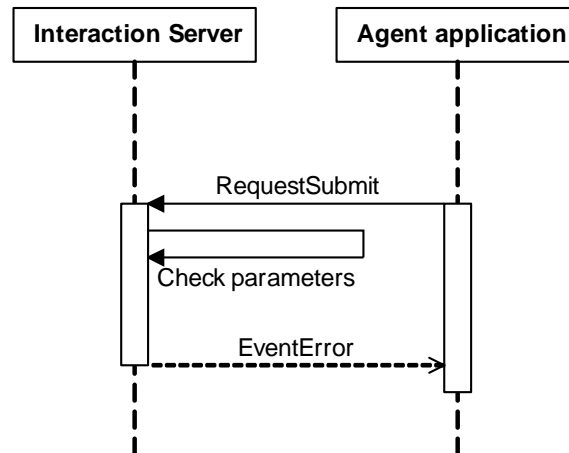 Interaction Server
Agent application
RequestSubmit
Check parameters
EventError